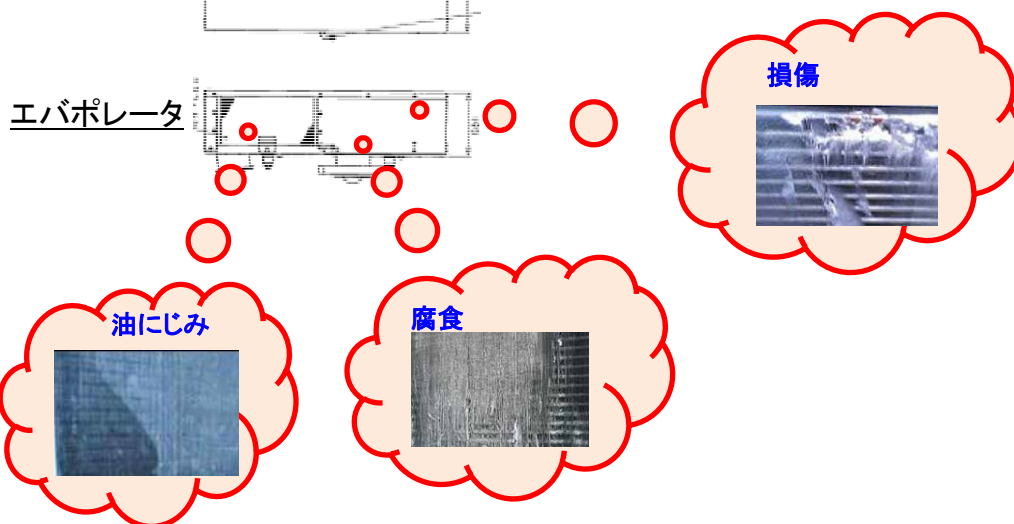 エバポレータ
損傷
油にじみ
腐食